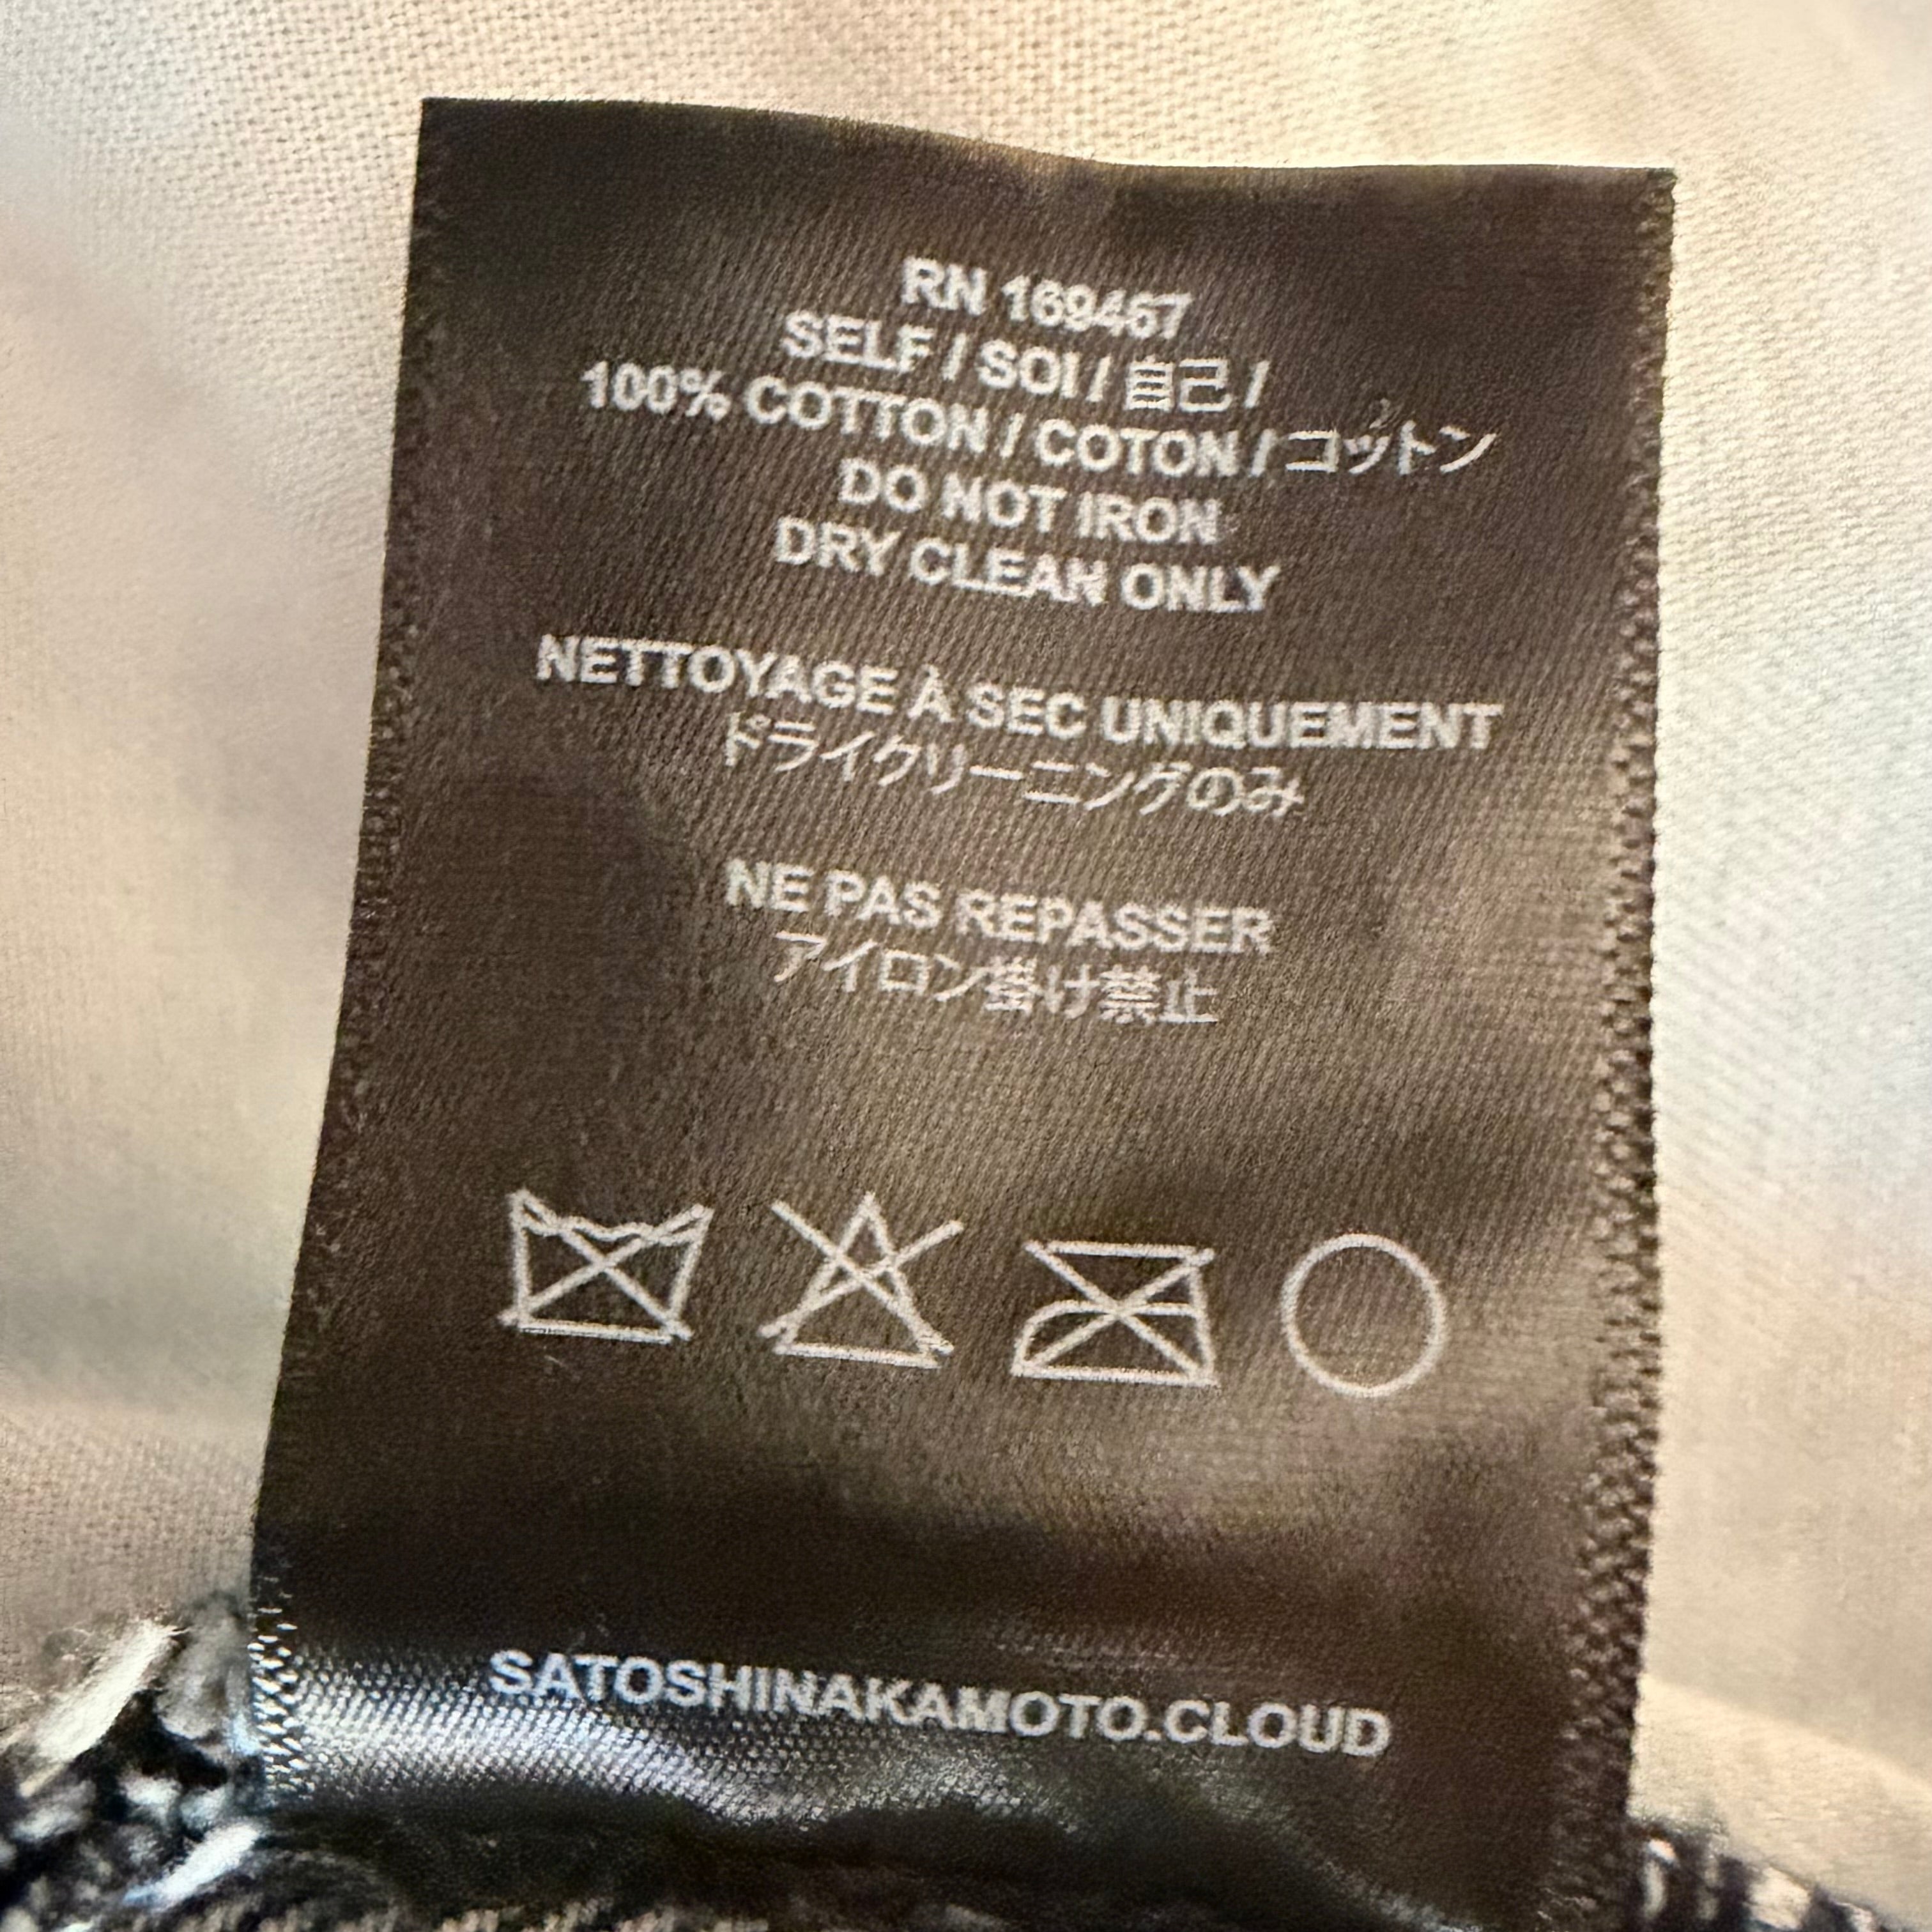 RN 169467
SELF / SOI / 自己 /
100% COTTON / COTON / コットン
DO NOT IRON
DRY CLEAN ONLY
NETTOYAGE À SEC UNIQUEMENT
ドライクリーニングのみ
NE PAS REPASSER
アイロン掛け禁止
SATOSHINAKAMOTO.CLOUD